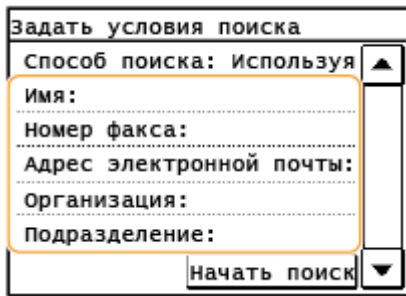 Задать условия поиска
Способ поиска: Используя
Имя:
Номер факса:
Адрес электронной почты:
Организация:
Подразделение:
Начать поиск